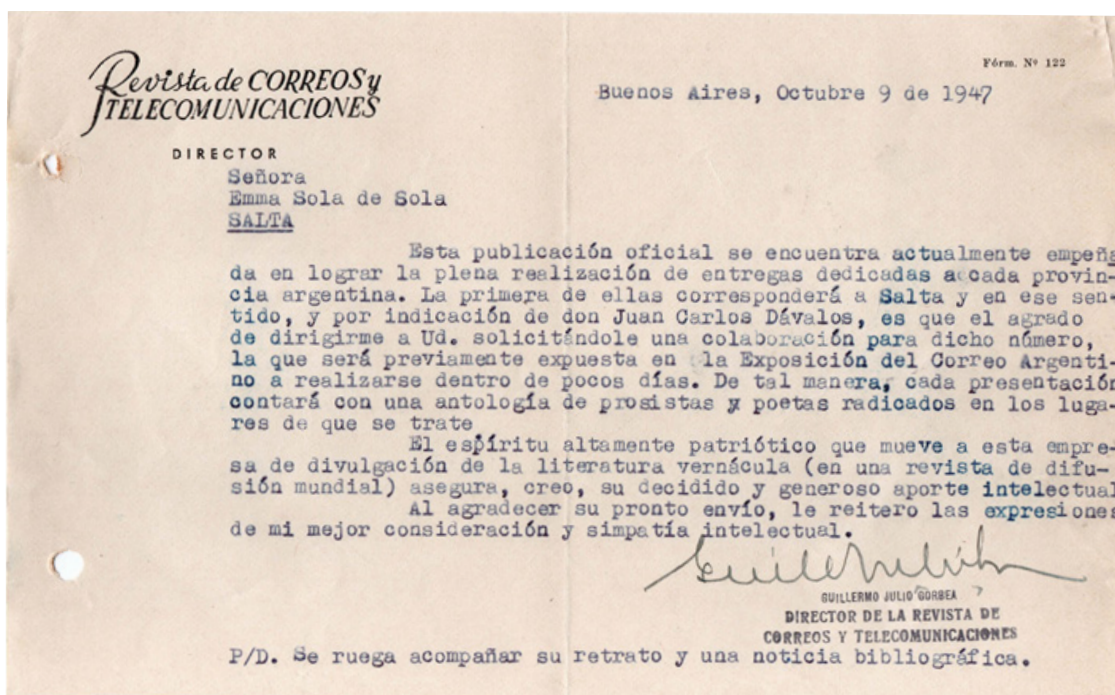 Revista de CORREOS y
TELECOMUNICACIONES
DIRECTOR
Fórm. Nº 122
Buenos Aires, Octubre 9 de 1947
Señora
Emma Sola de Sola
SALTA
Esta publicación oficial se encuentra actualmente empeña
da en lograr la plena realización de entregas dedicadas a cada provin-
cia argentina. La primera de ellas corresponderá a Salta y en ese sen-
tido, y por indicación de don Juan Carlos Dávalos, es que el agrado
de dirigirme a Ud. solicitándole una colaboración para dicho número,
la que será previamente expuesta en la Exposición del Correo Argenti-
no a realizarse dentro de pocos días. De tal manera, cada presentación
contará con una antología de prosistas y poetas radicados en los luga-
res de que se trate
El espíritu altamente patriótico que mueve a esta empre-
sa de divulgación de la literatura vernácula (en una revista de difu-
sión mundial) asegura, creo, su decidido y generoso aporte intelectual
Al agradecer su pronto envío, le reitero las expresiones
de mi mejor consideración y simpatía intelectual.
GUILLERMO JULIO GORBEA
DIRECTOR DE LA REVISTA DE
CORREOS Y TELECOMUNICACIONES
P/D. Se ruega acompañar su retrato y una noticia bibliográfica.